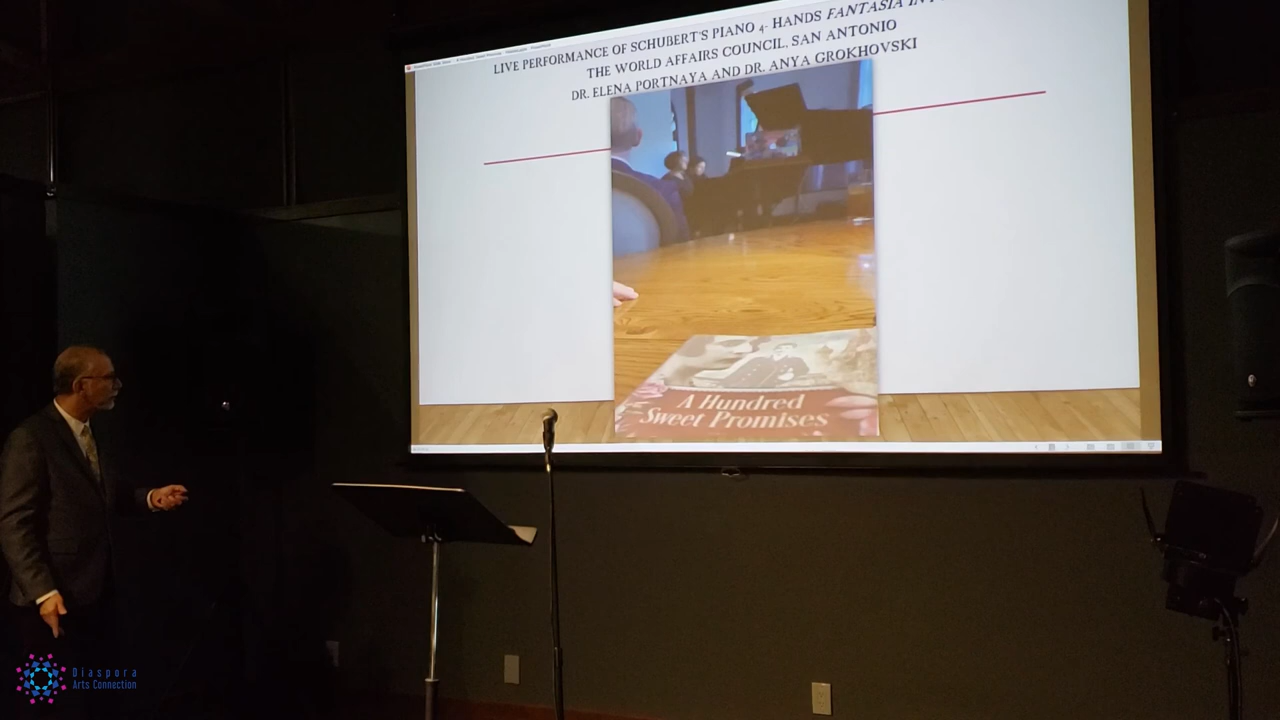 LIVE PERFORMANCE OF SCHUBERT'S PIANO 4- HANDS FANTASIA IN
THE WORLD AFFAIRS COUNCIL, SAN ANTONIO
DR. ELENA PORTNAYA AND DR. ANYA GROKHOVSKI
A Hundred
Sweet Promises
Diaspora
Arts Connection